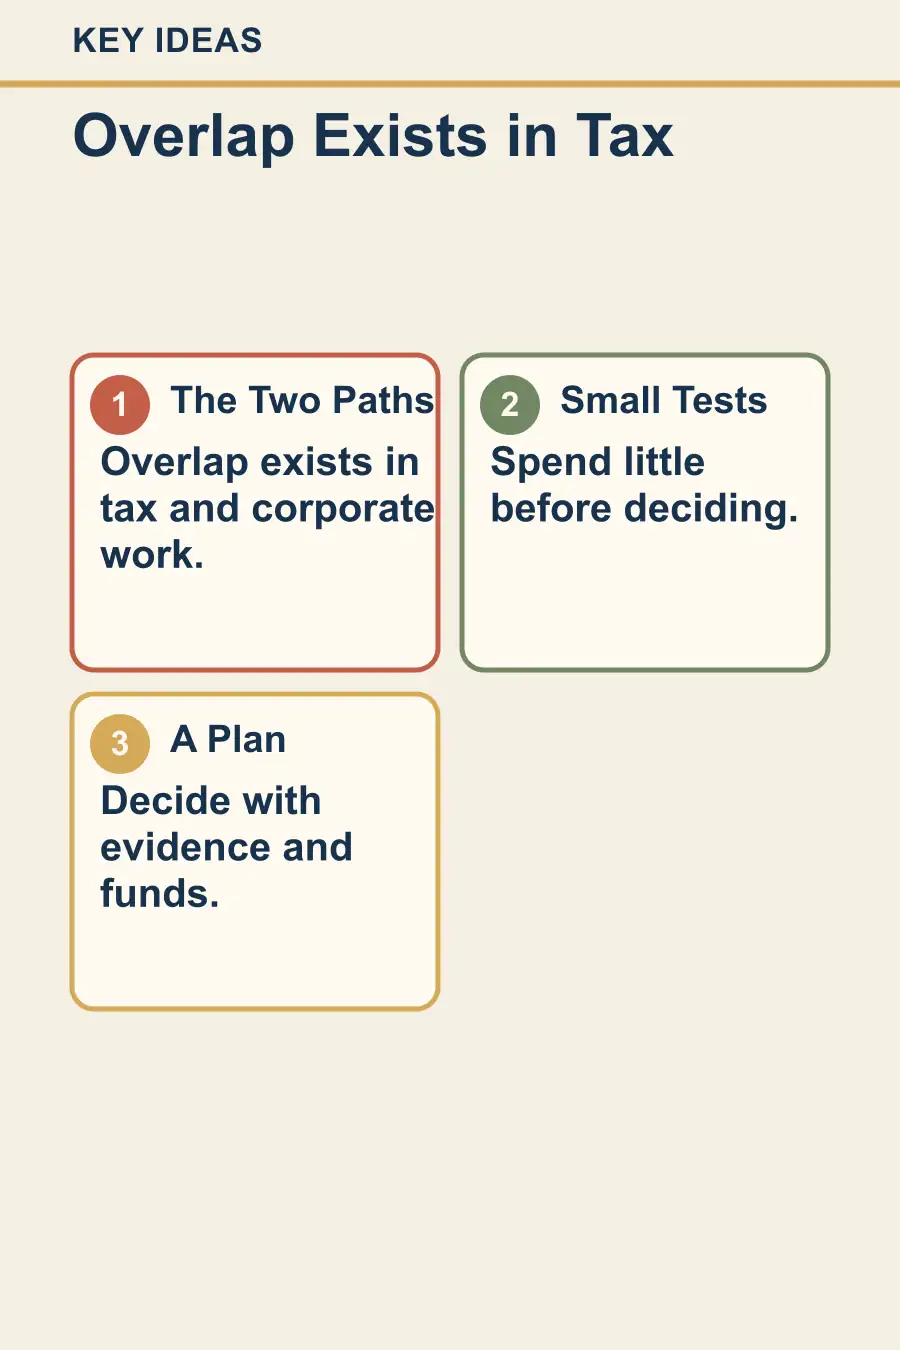 KEY IDEAS
Overlap Exists in Tax
1 The Two Paths
Overlap exists in
tax and corporate
work.
2 Small Tests
Spend little
before deciding.
3 A Plan
Decide with
evidence and
funds.